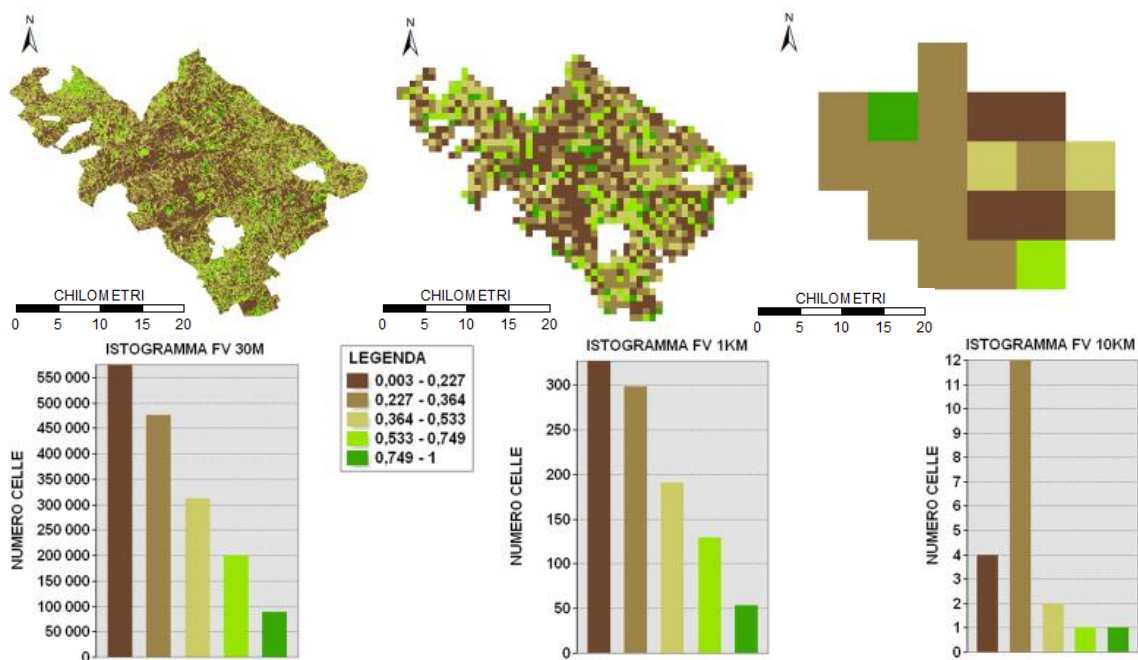 N
N
N
CHILOMETRI
0 5 10 15 20
CHILOMETRI
0 5 10 15 20
CHILOMETRI
0 5 10 15 20
ISTOGRAMMA FV 30M
NUMERO CELLE
550 000
500 000
450 000
400 000
350 000
300 000
250 000
200 000
150 000
100 000
50 000
0
LEGENDA
0,003 - 0,227
0,227 - 0,364
0,364 - 0,533
0,533 - 0,749
0,749 - 1
ISTOGRAMMA FV 1KM
NUMERO CELLE
300
250
200
150
100
50
0
ISTOGRAMMA FV 10KM
NUMERO CELLE
12
11
10
9
8
7
6
5
4
3
2
1
0